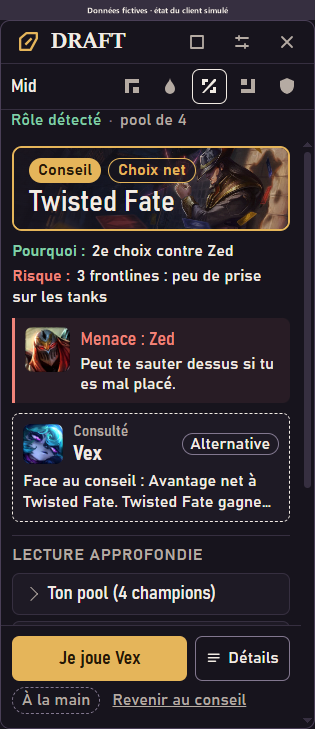 Données fictives · état du client simulé
DRAFT
Mid
Rôle détecté · pool de 4
Conseil
Choix net
Twisted Fate
Pourquoi : 2e choix contre Zed
Risque : 3 frontlines : peu de prise
sur les tanks
Menace : Zed
Peut te sauter dessus si tu
es mal placé.
Consulté
Vex
Alternative
Face au conseil : Avantage net à
Twisted Fate. Twisted Fate gagne…
LECTURE APPROFONDIE
Ton pool (4 champions)
Je joue Vex
Détails
À la main
Revenir au conseil